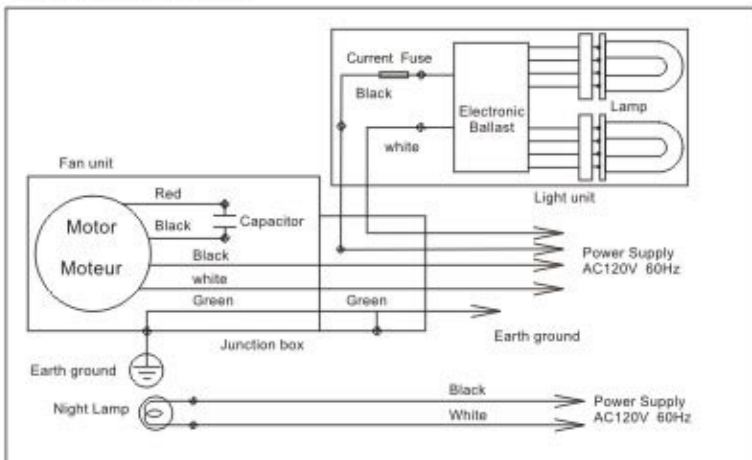 Current Fuse
Black
Electronic
Ballast
Lamp
white
Light unit
Fan unit
Red
Motor
Moteur
Black
Capacitor
Black
white
Green
Green
Power Supply
AC120V 60Hz
Earth ground
Junction box
Earth ground
Night Lamp
Black
White
Power Supply
AC120V 60Hz